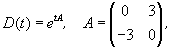 D(t) = e^{tA}, A = \begin{pmatrix} 0 & 3 \\ -3 & 0 \end{pmatrix},